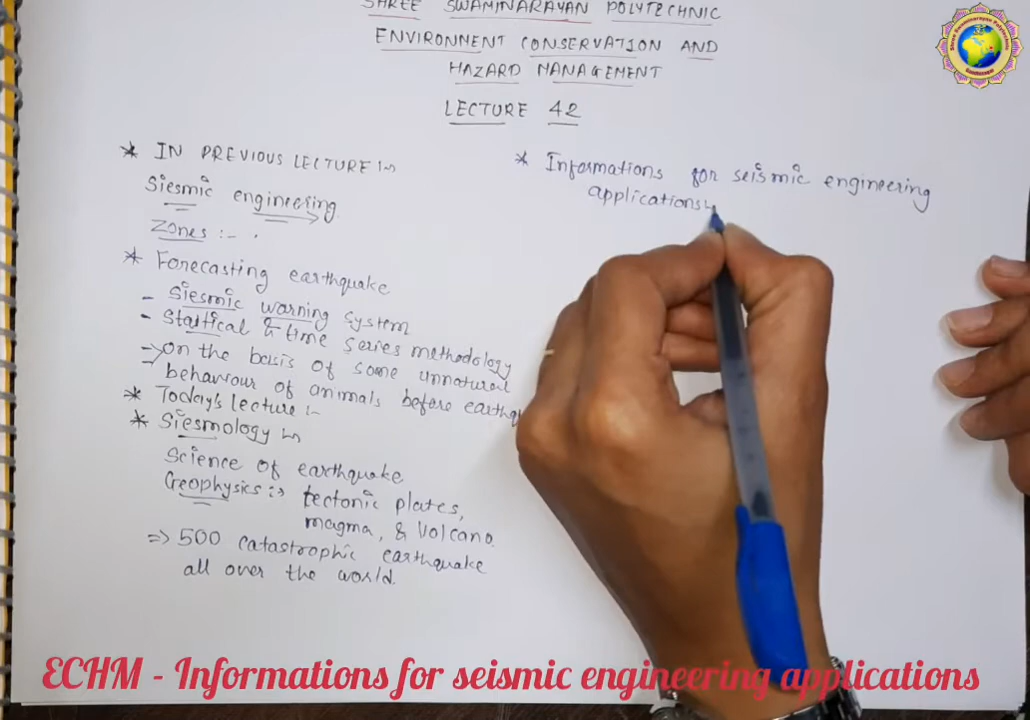 SHREE SWAMINARAYAN POLYTECHNIC
ENVIRONMENT CONSERVATION AND
HAZARD MANAGEMENT
LECTURE 42
* IN PREVIOUS LECTURE :-
Siesmic engineering
Zones :-
* Forecasting earthquake
- Siesmic warning system
- Statical & time series methodology
=> on the basis of some unnatural
behaviour of animals before earthq
* Today's lecture :-
* Siesmology :-
Science of earthquake
Geophysics :->
tectonic plates,
magma, & volcano.
=> 500 catastrophic earthquake
all over the world.
* Informations for seismic engineering
applications
ECHM - Informations for seismic engineering applications